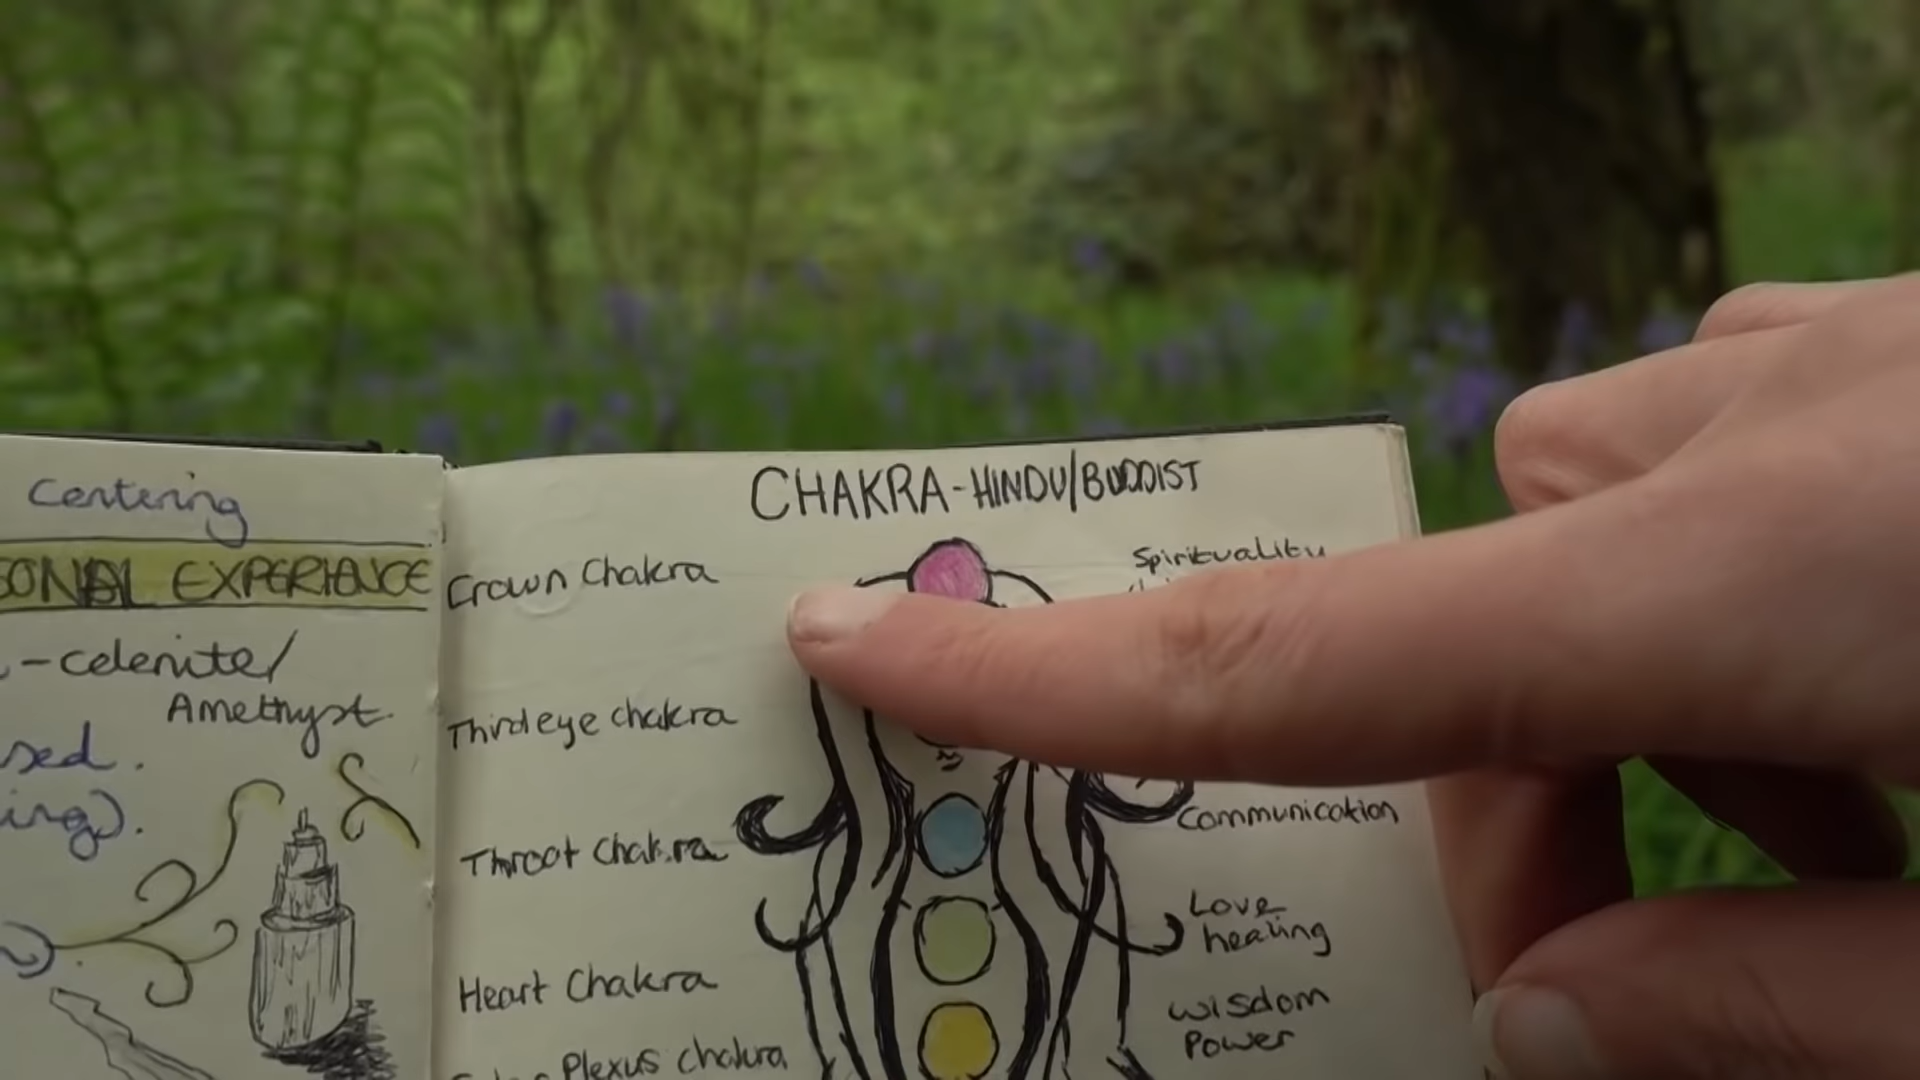 Centering
SONAL EXPERIENCE
-celenite/
Amethyst.
sed.
ing).
CHAKRA-HINDU/BUDDIST
Crown Chakra
Spirituality
Thirdeye chakra
Throat Chakra
Communication
Love
healing
Heart Chakra
Wisdom
Power
Plexus chakra